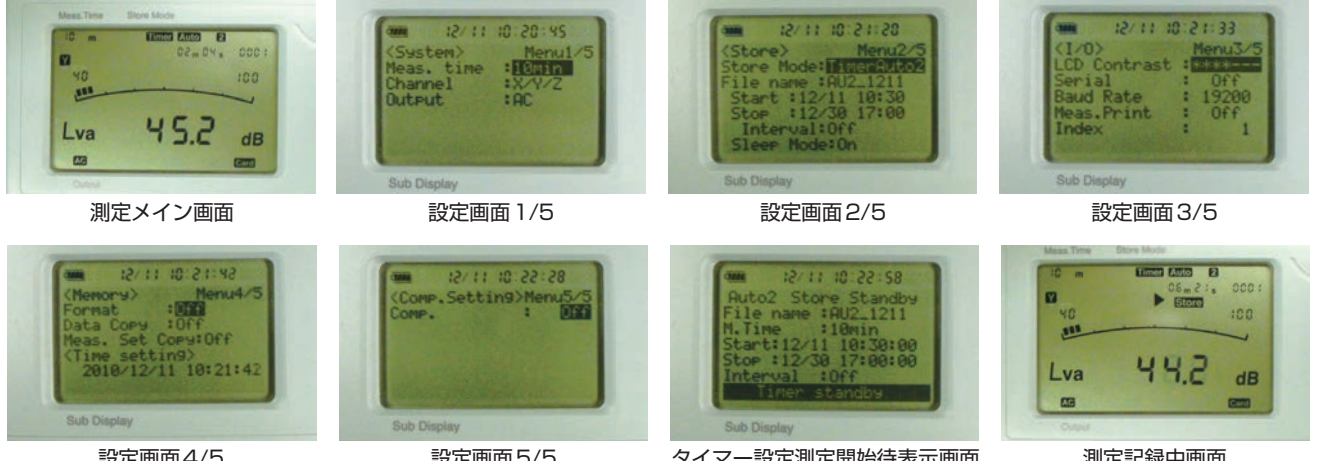 Meas.Time Store Mode
10 m Timer Auto 2
02m04s 0001
Y
40 100
Lva 45.2 dB
AC Card
Output
測定メイン画面
12/11 10:20:45
<System> Menu1/5
Meas. time :10min
Channel :X/Y/Z
Output :AC
Sub Display
設定画面1/5
12/11 10:21:20
<Store> Menu2/5
Store Mode:TimerAuto2
File name :AU2_1211
Start :12/11 10:30
Stop :12/30 17:00
Interval:Off
Sleep Mode:On
Sub Display
設定画面2/5
12/11 10:21:33
<I/O> Menu3/5
LCD Contrast :****---
Serial : Off
Baud Rate : 19200
Meas.Print : Off
Index : 1
Sub Display
設定画面3/5
12/11 10:21:42
<Memory> Menu4/5
Format :Off
Data Copy :Off
Meas. Set Copy:Off
<Time setting>
2010/12/11 10:21:42
Sub Display
設定画面4/5
12/11 10:22:28
<Comp.Setting>Menu5/5
Comp. : Off
Sub Display
設定画面5/5
12/11 10:22:58
Auto2 Store Standby
File name :AU2_1211
M.Time :10min
Start:12/11 10:30:00
Stop :12/30 17:00:00
Interval :Off
Timer standby
Sub Display
タイマー設定測定開始待表示画面
Meas.Time Store Mode
10 m Timer Auto 2
06m21s 0001
Y Store
40 100
Lva 44.2 dB
AC Card
Output
測定記録中画面